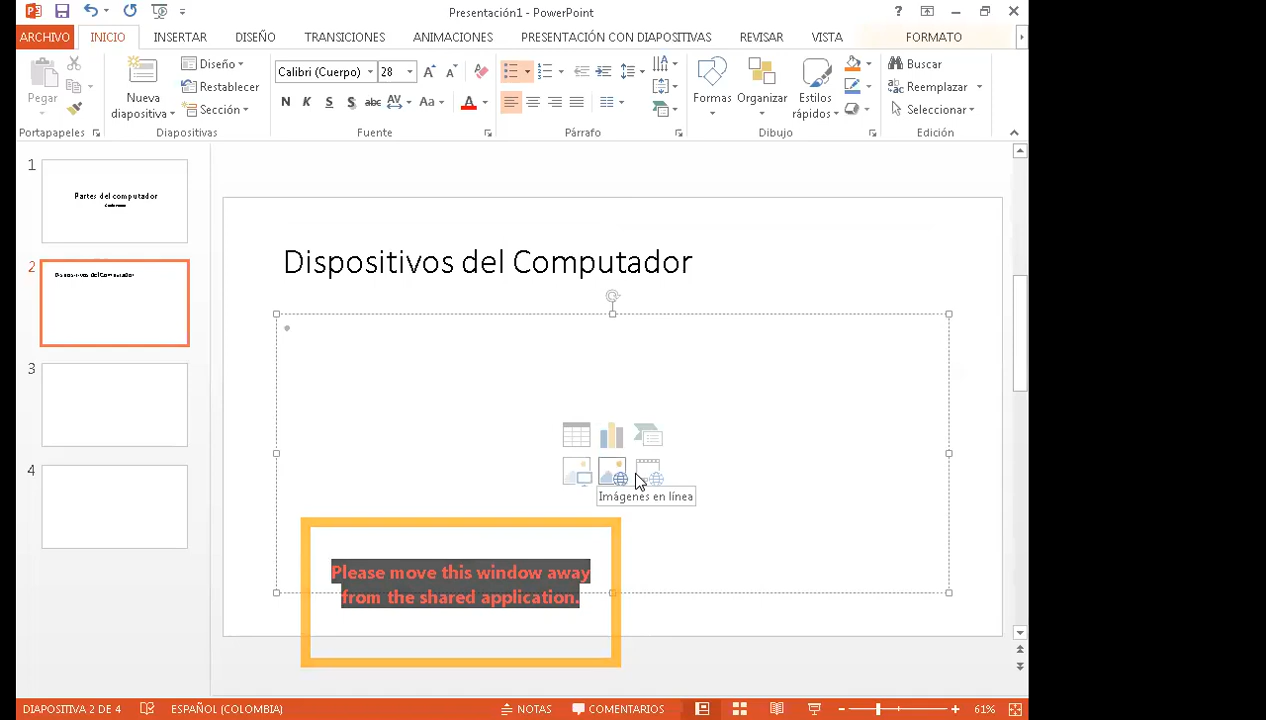 Presentación1 - PowerPoint
ARCHIVO INICIO INSERTAR DISEÑO TRANSICIONES ANIMACIONES PRESENTACIÓN CON DIAPOSITIVAS REVISAR VISTA FORMATO
Pegar
Portapapeles
Nueva
diapositiva
Diseño
Restablecer
Sección
Diapositivas
Calibri (Cuerpo) 28
N K S S abc AV Aa A
Fuente
Párrafo
Formas
Organizar
Estilos
rápidos
Dibujo
Buscar
Reemplazar
Seleccionar
Edición
1
Partes del computador
2
Dispositivos del Computador
3
4
Dispositivos del Computador
Imágenes en línea
Please move this window away
from the shared application.
DIAPOSITIVA 2 DE 4 ESPAÑOL (COLOMBIA) NOTAS COMENTARIOS 61%